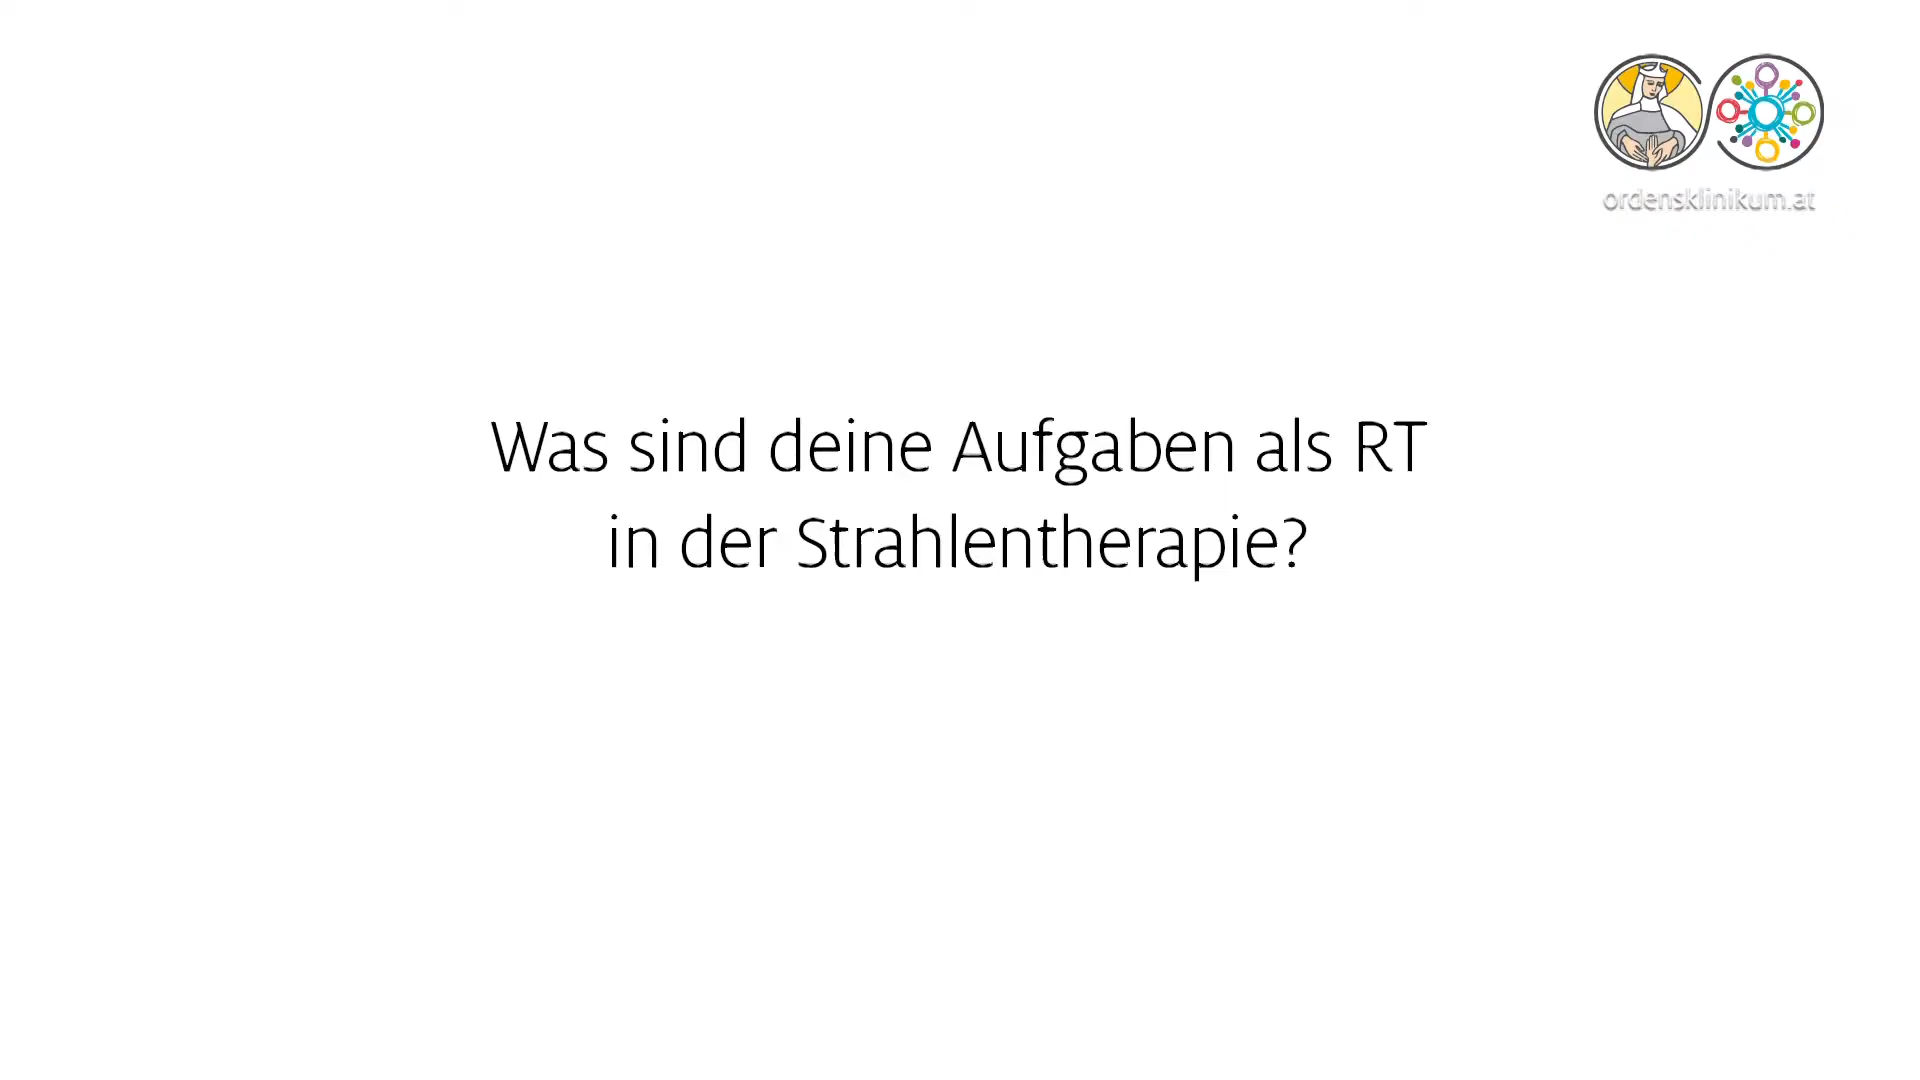 ordensklinikum.at
Was sind deine Aufgaben als RT
in der Strahlentherapie?